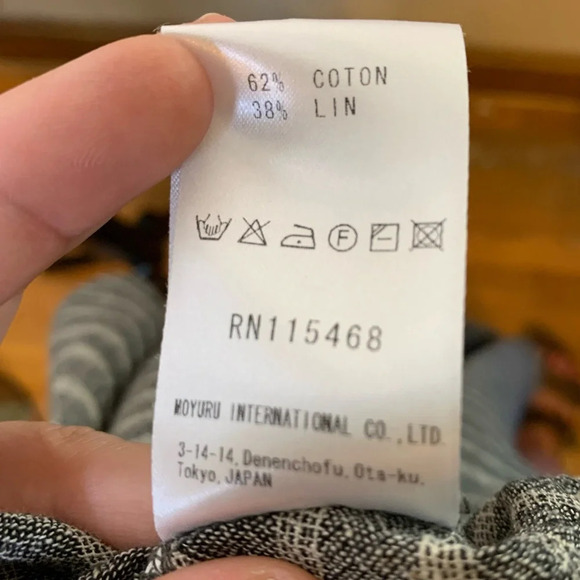 62% COTON
38% LIN
F
RN115468
MOYURU INTERNATIONAL CO.,LTD.
3-14-14, Denenchofu, Ota-ku,
Tokyo, JAPAN